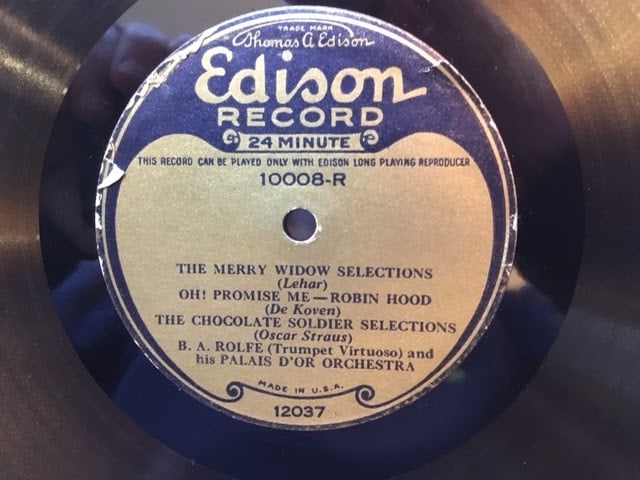 TRADE MARK
Thomas A Edison
Edison
RECORD
24 MINUTE
THIS RECORD CAN BE PLAYED ONLY WITH EDISON LONG PLAYING REPRODUCER
10008-R
THE MERRY WIDOW SELECTIONS
(Lehar)
OH! PROMISE ME—ROBIN HOOD
(De Koven)
THE CHOCOLATE SOLDIER SELECTIONS
(Oscar Straus)
B. A. ROLFE (Trumpet Virtuoso) and
his PALAIS D'OR ORCHESTRA
MADE IN U.S.A.
12037